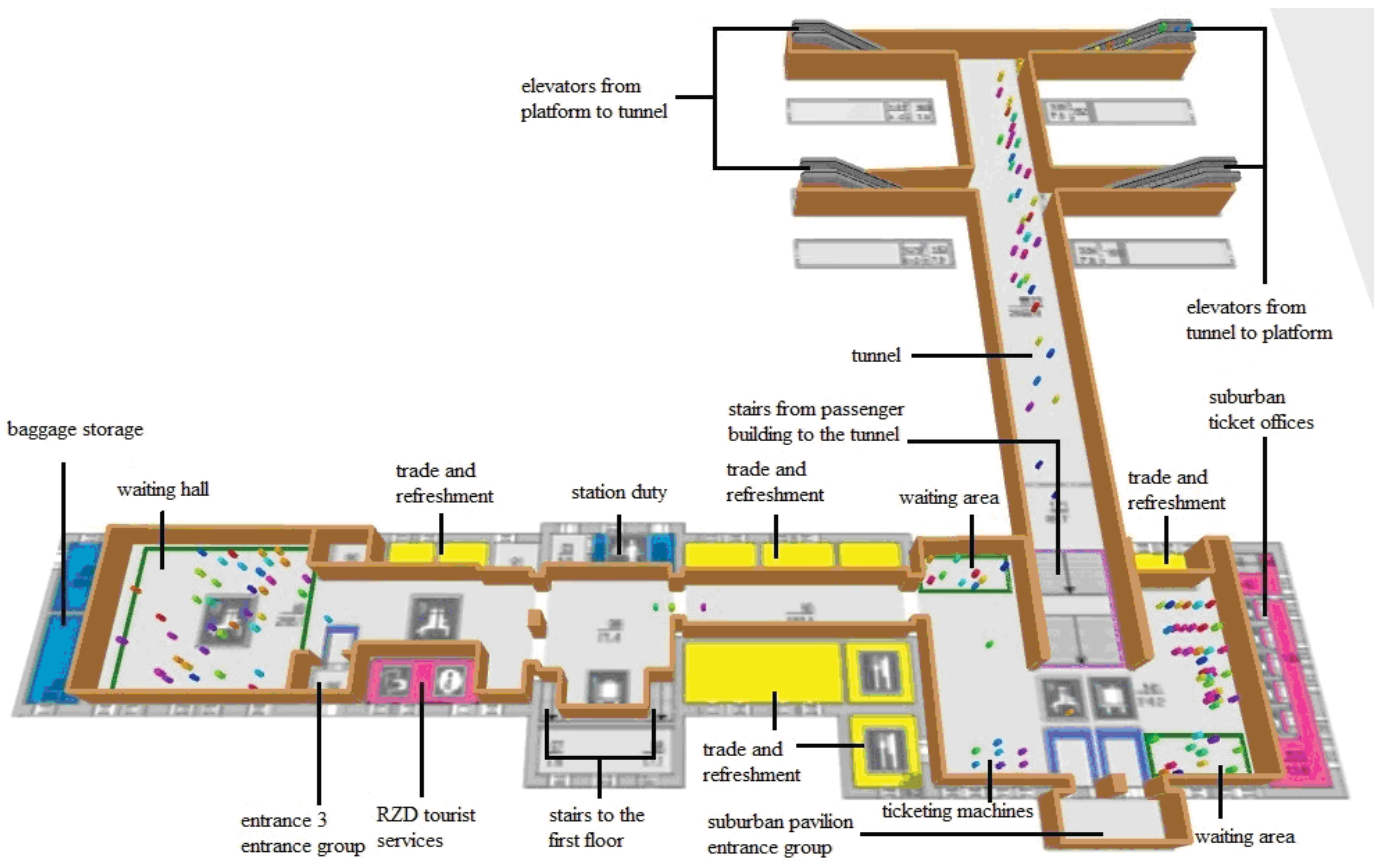 elevators from
platform to tunnel
elevators from
tunnel to platform
tunnel
suburban
ticket offices
stairs from passenger
building to the tunnel
baggage storage
waiting hall
trade and
refreshment
station duty
trade and
refreshment
waiting area
trade and
refreshment
entrance 3
entrance group
RZD tourist
services
stairs to the
first floor
trade and
refreshment
suburban pavilion
entrance group
ticketing machines
waiting area